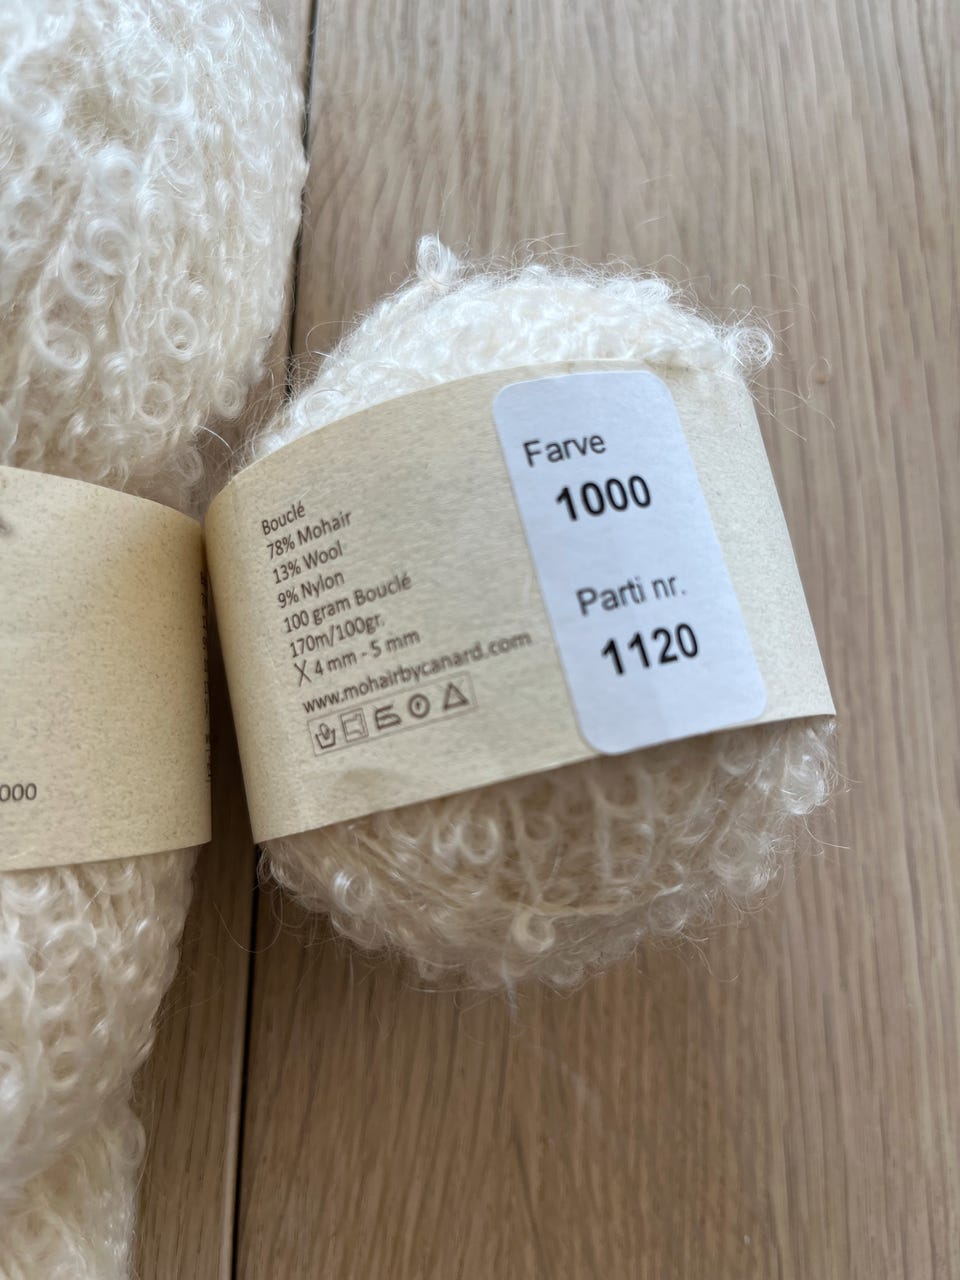 Bouclé
78% Mohair
13% Wool
9% Nylon
100 gram Bouclé
170m/100gr.
X 4 mm - 5 mm
www.mohairbycanard.com
Farve
1000
Parti nr.
1120
000